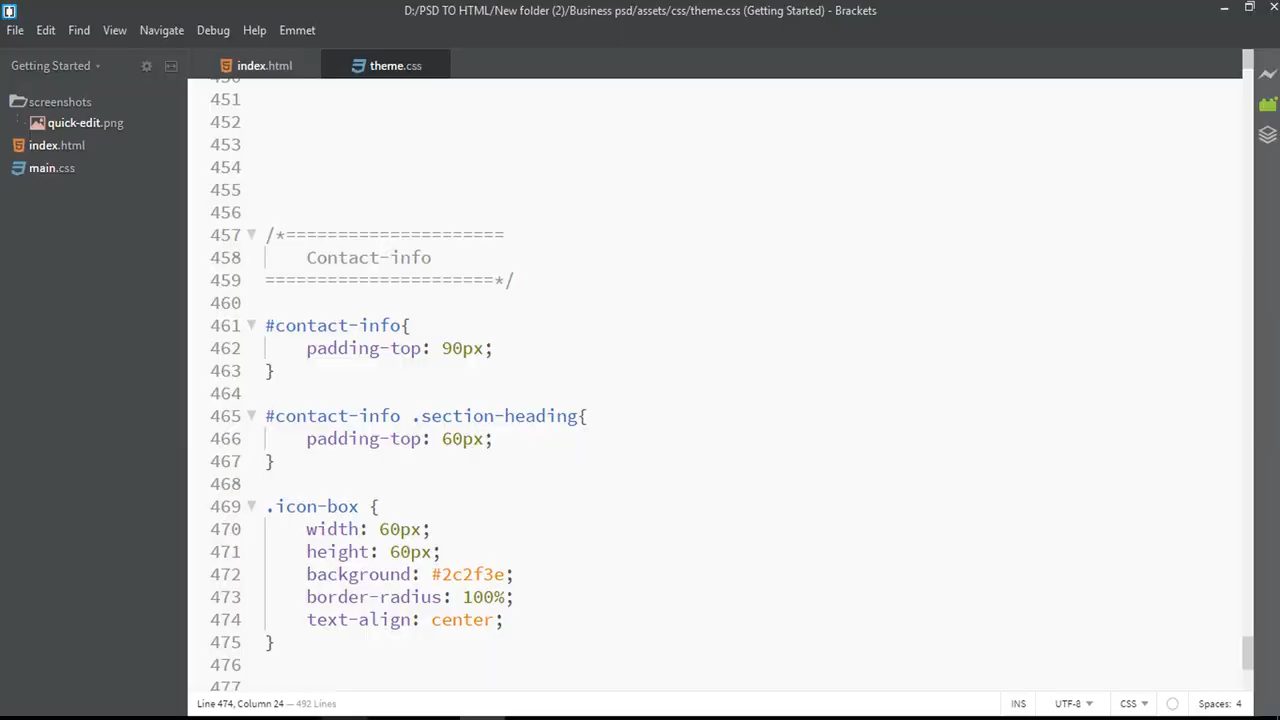 D:/PSD TO HTML/New folder (2)/Business psd/assets/css/theme.css (Getting Started) - Brackets
File Edit Find View Navigate Debug Help Emmet
Getting Started
index.html
theme.css
screenshots
quick-edit.png
index.html
main.css
450
451
452
453
454
455
456
457 /*=====================
458 Contact-info
459 ======================*/
460
461 #contact-info{
462 padding-top: 90px;
463 }
464
465 #contact-info .section-heading{
466 padding-top: 60px;
467 }
468
469 .icon-box {
470 width: 60px;
471 height: 60px;
472 background: #2c2f3e;
473 border-radius: 100%;
474 text-align: center;
475 }
476
477
Line 474, Column 24 — 492 Lines
INS UTF-8 CSS Spaces: 4